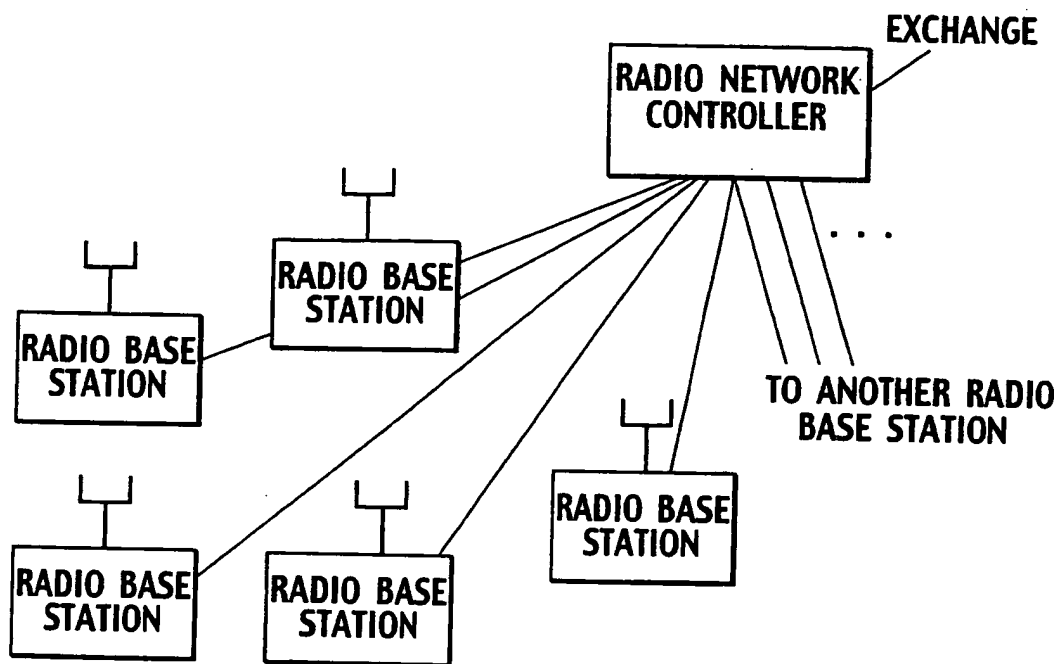 EXCHANGE
RADIO NETWORK
CONTROLLER
. . .
RADIO BASE
STATION
RADIO BASE
STATION
TO ANOTHER RADIO
BASE STATION
RADIO BASE
STATION
RADIO BASE
STATION
RADIO BASE
STATION